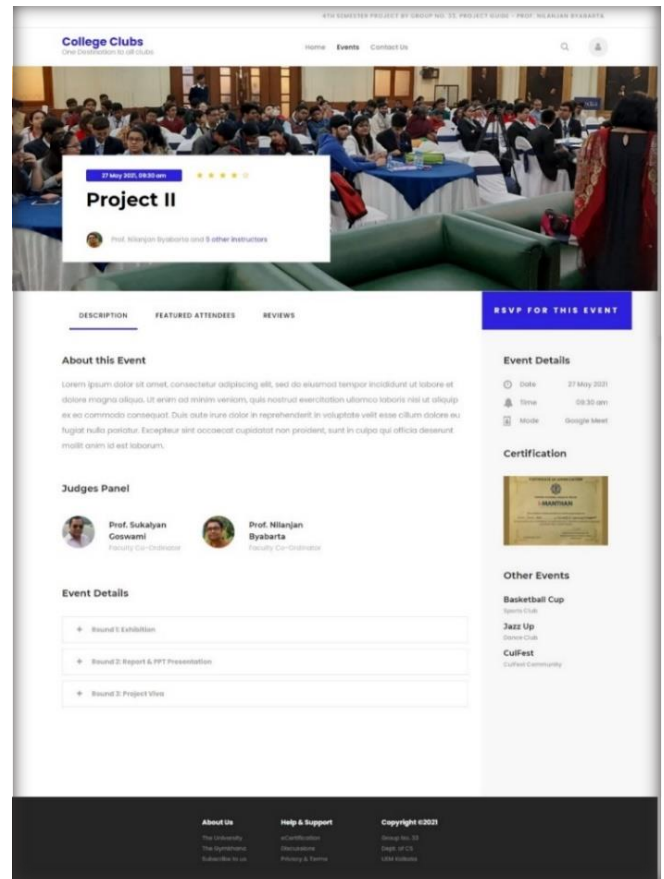 4TH SEMESTER PROJECT BY GROUP NO. 33, PROJECT GUIDE - PROF. NILANJAN BYABARTA
College Clubs
One Destination to all clubs
Home Events Contact Us
27 May 2021, 09:30 am
Project II
Prof. Nilanjan Byabarta and 5 other instructors
DESCRIPTION FEATURED ATTENDEES REVIEWS
RSVP FOR THIS EVENT
About this Event
Lorem ipsum dolor sit amet, consectetur adipiscing elit, sed do eiusmod tempor incididunt ut labore et
dolore magna aliqua. Ut enim ad minim veniam, quis nostrud exercitation ullamco laboris nisi ut aliquip
ex ea commodo consequat. Duis aute irure dolor in reprehenderit in voluptate velit esse cillum dolore eu
fugiat nulla pariatur. Excepteur sint occaecat cupidatat non proident, sunt in culpa qui officia deserunt
mollit anim id est laborum.
Judges Panel
Prof. Sukalyan
Goswami
Faculty Co-Ordinator
Prof. Nilanjan
Byabarta
Faculty Co-Ordinator
Event Details
+ Round 1: Exhibition
+ Round 2: Report & PPT Presentation
+ Round 3: Project Viva
Event Details
Date 27 May 2021
Time 09:30 am
Mode Google Meet
Certification
MANTHAN
Other Events
Basketball Cup
Sports Club
Jazz Up
Dance Club
CulFest
CulFest Community
About Us
The University
The Gymkhana
Subscribe to us
Help & Support
eCertification
Discussions
Privacy & Terms
Copyright ©2021
Group No. 33
Dept. of CS
UEM Kolkata